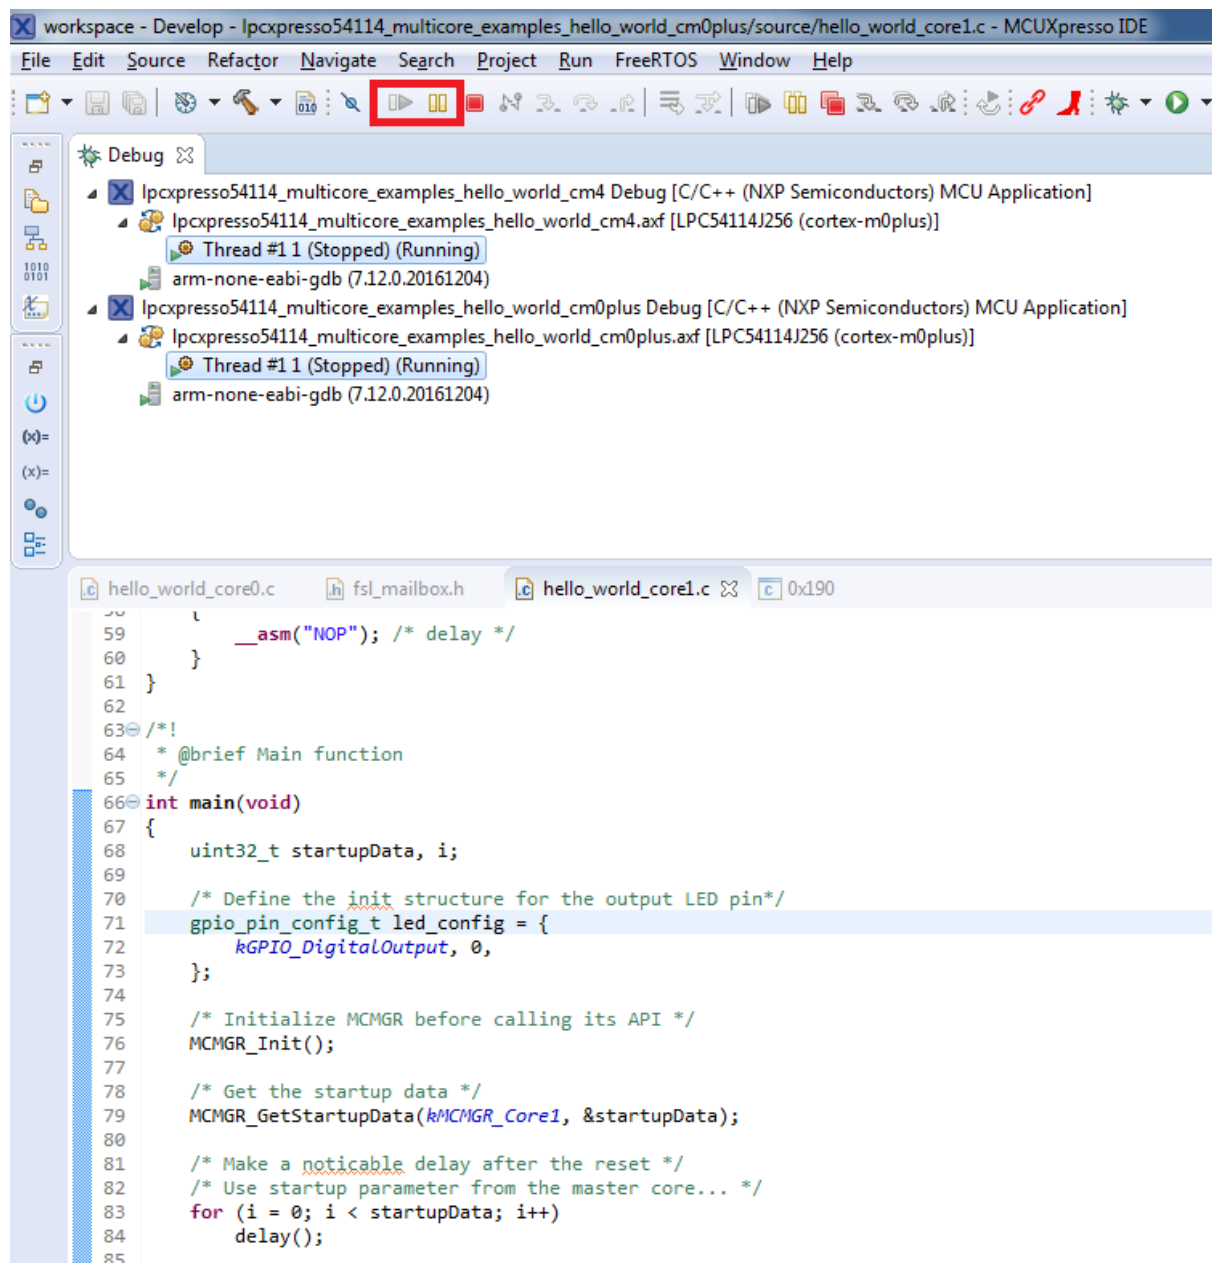 workspace - Develop - lpcxpresso54114_multicore_examples_hello_world_cm0plus/source/hello_world_core1.c - MCUXpresso IDE
File Edit Source Refactor Navigate Search Project Run FreeRTOS Window Help
010
Debug
lpcxpresso54114_multicore_examples_hello_world_cm4 Debug [C/C++ (NXP Semiconductors) MCU Application]
lpcxpresso54114_multicore_examples_hello_world_cm4.axf [LPC54114J256 (cortex-m0plus)]
Thread #1 1 (Stopped) (Running)
arm-none-eabi-gdb (7.12.0.20161204)
lpcxpresso54114_multicore_examples_hello_world_cm0plus Debug [C/C++ (NXP Semiconductors) MCU Application]
lpcxpresso54114_multicore_examples_hello_world_cm0plus.axf [LPC54114J256 (cortex-m0plus)]
Thread #1 1 (Stopped) (Running)
arm-none-eabi-gdb (7.12.0.20161204)
1010
0101
(x)=
(x)=
.c hello_world_core0.c .h fsl_mailbox.h .c hello_world_core1.c c 0x190
58 {
59 __asm("NOP"); /* delay */
60 }
61 }
62
63 /*!
64 * @brief Main function
65 */
66 int main(void)
67 {
68 uint32_t startupData, i;
69
70 /* Define the init structure for the output LED pin*/
71 gpio_pin_config_t led_config = {
72 kGPIO_DigitalOutput, 0,
73 };
74
75 /* Initialize MCMGR before calling its API */
76 MCMGR_Init();
77
78 /* Get the startup data */
79 MCMGR_GetStartupData(kMCMGR_Core1, &startupData);
80
81 /* Make a noticable delay after the reset */
82 /* Use startup parameter from the master core... */
83 for (i = 0; i < startupData; i++)
84 delay();
85